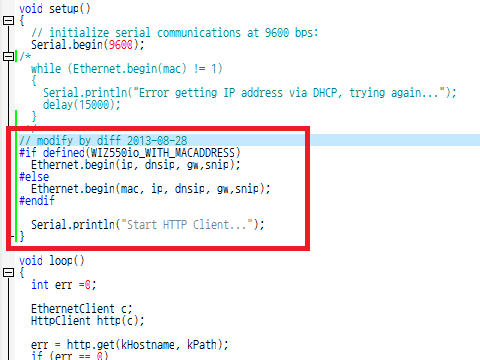 void setup()
{
// initialize serial communications at 9600 bps:
Serial.begin(9600);
/*
while (Ethernet.begin(mac) != 1)
{
Serial.println("Error getting IP address via DHCP, trying again...");
delay(15000);
}
// modify by diff 2013-08-28
#if defined(WIZ550io_WITH_MACADDRESS)
Ethernet.begin(ip, dnsip, gw,snip);
#else
Ethernet.begin(mac, ip, dnsip, gw,snip);
#endif
Serial.println("Start HTTP Client...");
}
void loop()
{
int err =0;
EthernetClient c;
HttpClient http(c);
err = http.get(kHostname, kPath);
if (err == 0)